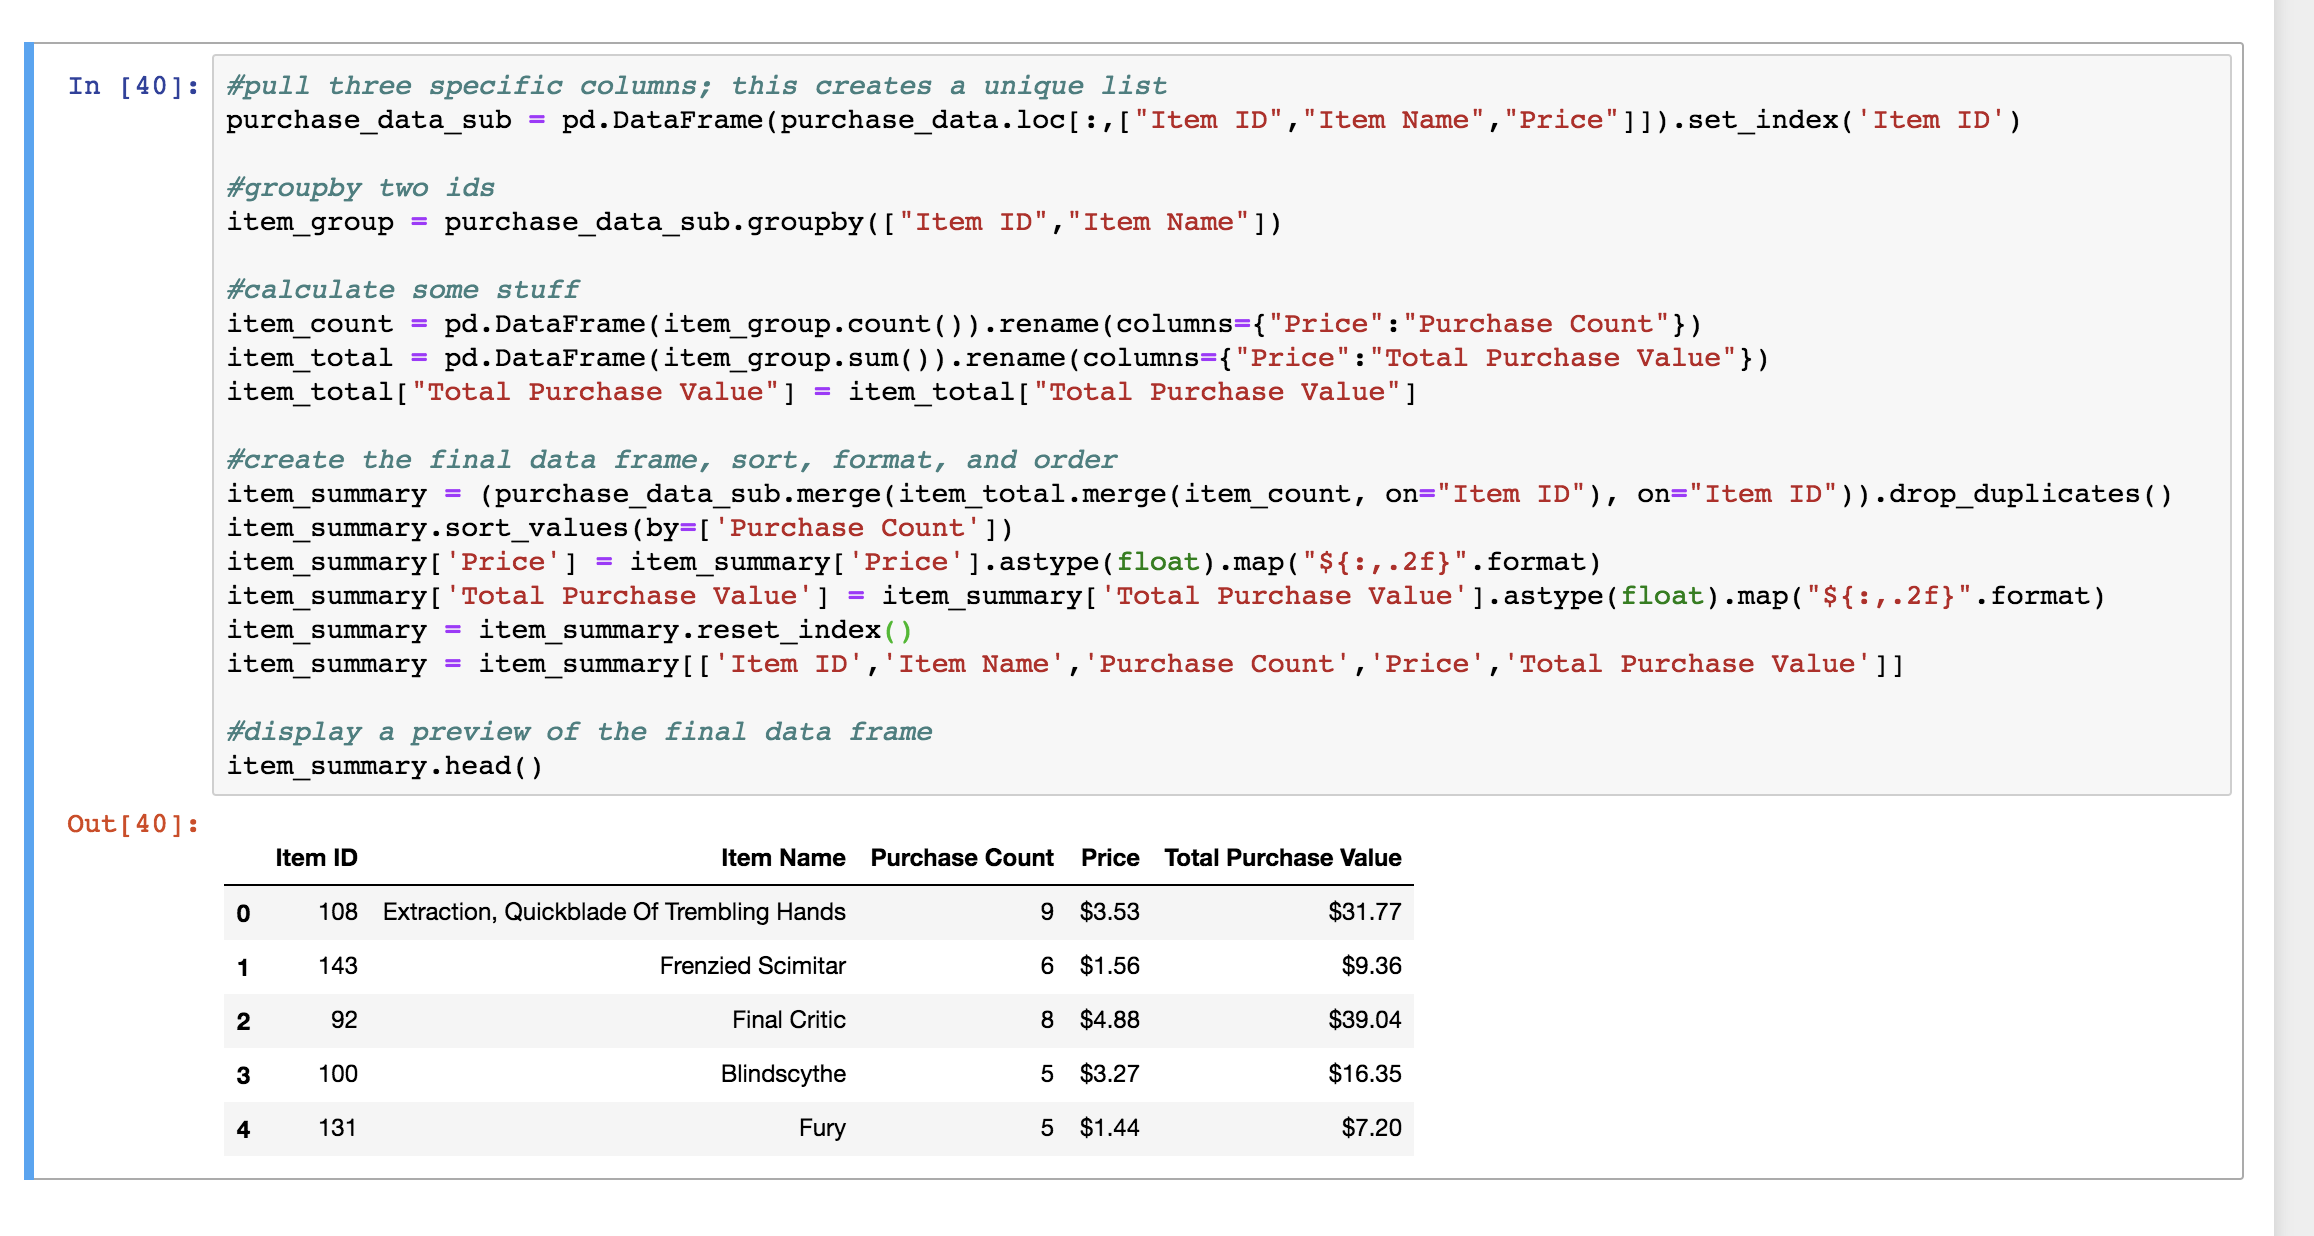 In [40]:
#pull three specific columns; this creates a unique list
purchase_data_sub = pd.DataFrame(purchase_data.loc[:,["Item ID","Item Name","Price"]]).set_index('Item ID')
#groupby two ids
item_group = purchase_data_sub.groupby(["Item ID","Item Name"])
#calculate some stuff
item_count = pd.DataFrame(item_group.count()).rename(columns={"Price":"Purchase Count"})
item_total = pd.DataFrame(item_group.sum()).rename(columns={"Price":"Total Purchase Value"})
item_total["Total Purchase Value"] = item_total["Total Purchase Value"]
#create the final data frame, sort, format, and order
item_summary = (purchase_data_sub.merge(item_total.merge(item_count, on="Item ID"), on="Item ID")).drop_duplicates()
item_summary.sort_values(by=['Purchase Count'])
item_summary['Price'] = item_summary['Price'].astype(float).map("${:,.2f}".format)
item_summary['Total Purchase Value'] = item_summary['Total Purchase Value'].astype(float).map("${:,.2f}".format)
item_summary = item_summary.reset_index()
item_summary = item_summary[['Item ID','Item Name','Purchase Count','Price','Total Purchase Value']]
#display a preview of the final data frame
item_summary.head()
Out[40]:
Item ID Item Name Purchase Count Price Total Purchase Value
0 108 Extraction, Quickblade Of Trembling Hands 9 $3.53 $31.77
1 143 Frenzied Scimitar 6 $1.56 $9.36
2 92 Final Critic 8 $4.88 $39.04
3 100 Blindscythe 5 $3.27 $16.35
4 131 Fury 5 $1.44 $7.20